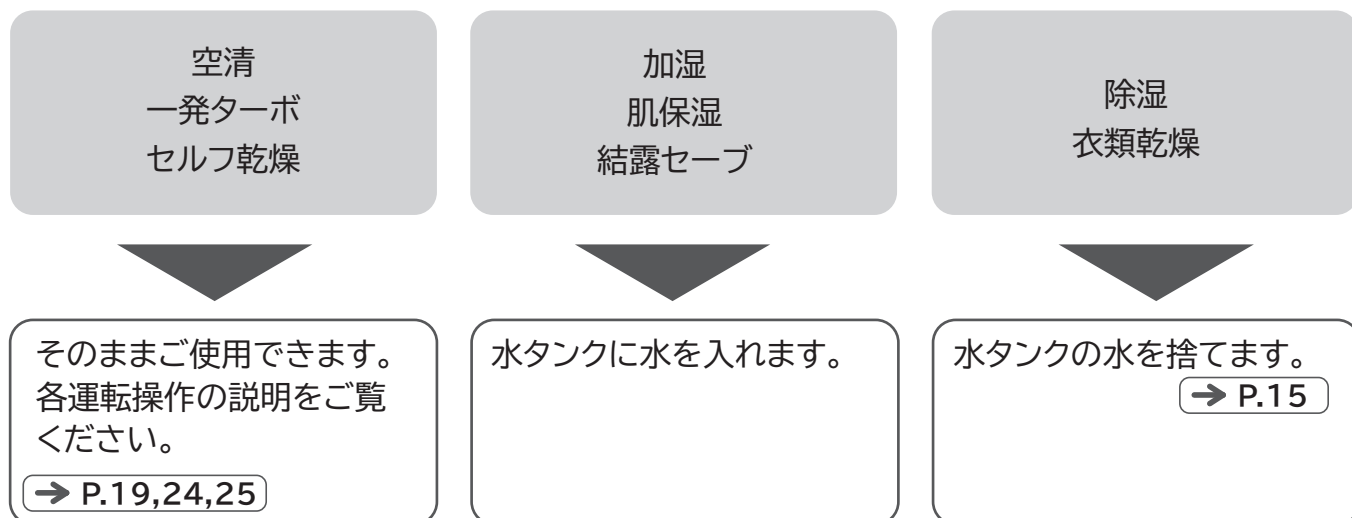 空清
一発ターボ
セルフ乾燥
加湿
肌保湿
結露セーブ
除湿
衣類乾燥
そのままご使用できます。
各運転操作の説明をご覧
ください。
→ P.19,24,25
水タンクに水を入れます。
水タンクの水を捨てます。
→ P.15